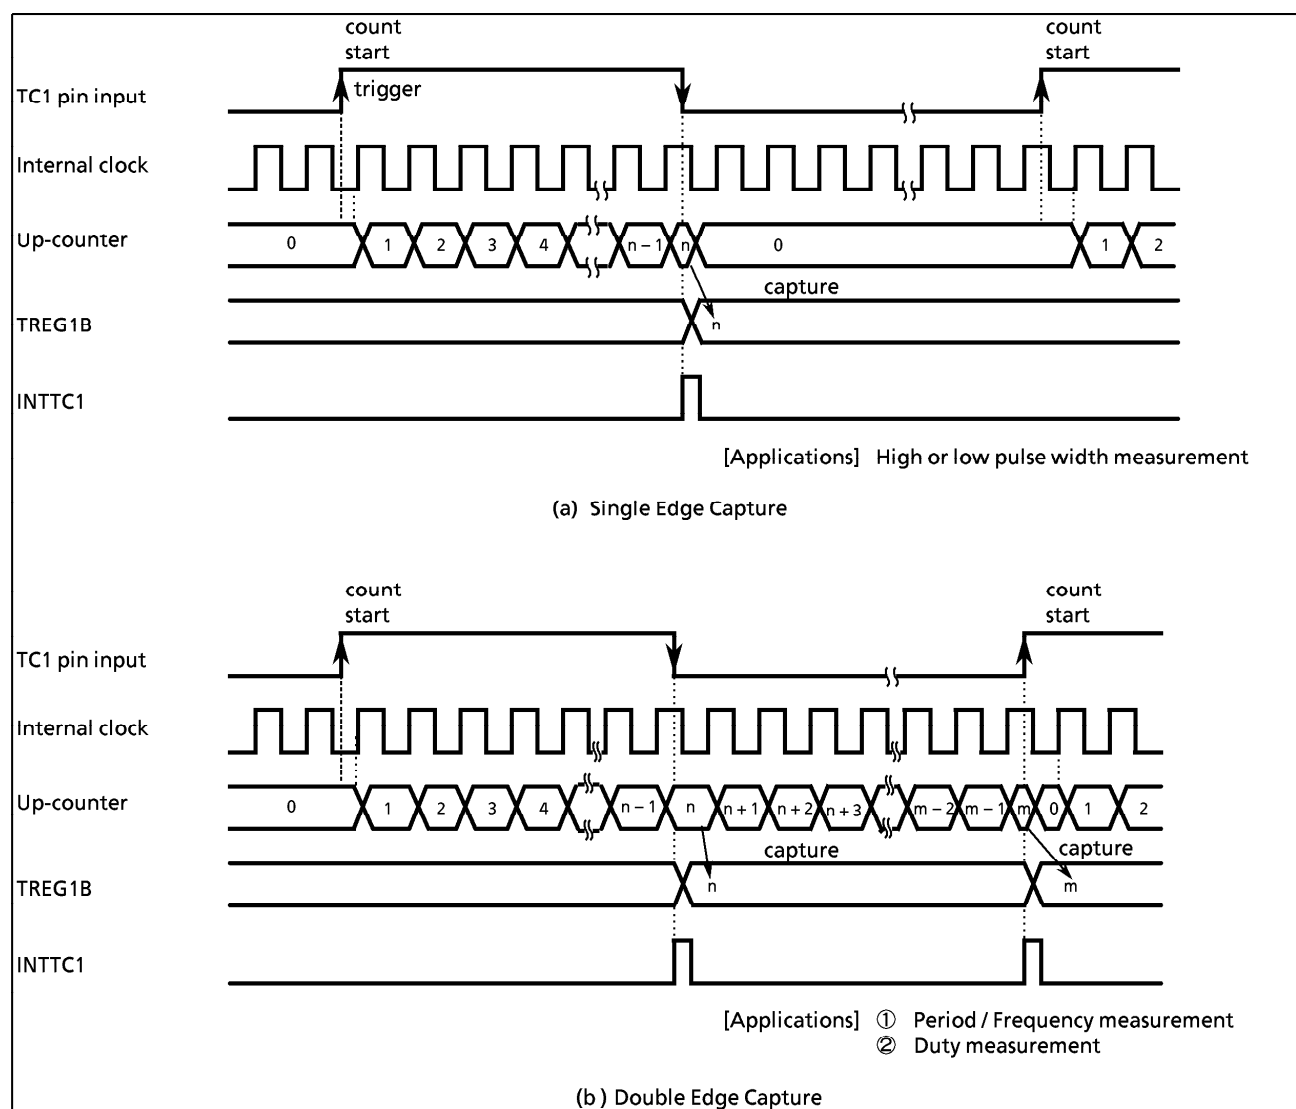 count count
start start
TC1 pin input trigger
Internal clock
Up-counter 0 1 2 3 4 n – 1 n 0 1 2
capture
TREG1B n
INTTC1
[Applications] High or low pulse width measurement
(a) Single Edge Capture
count count
start start
TC1 pin input
Internal clock
Up-counter 0 1 2 3 4 n – 1 n n + 1 n + 2 n + 3 m – 2 m – 1 m 0 1 2
capture capture
TREG1B n m
INTTC1
[Applications] ① Period / Frequency measurement
② Duty measurement
(b) Double Edge Capture